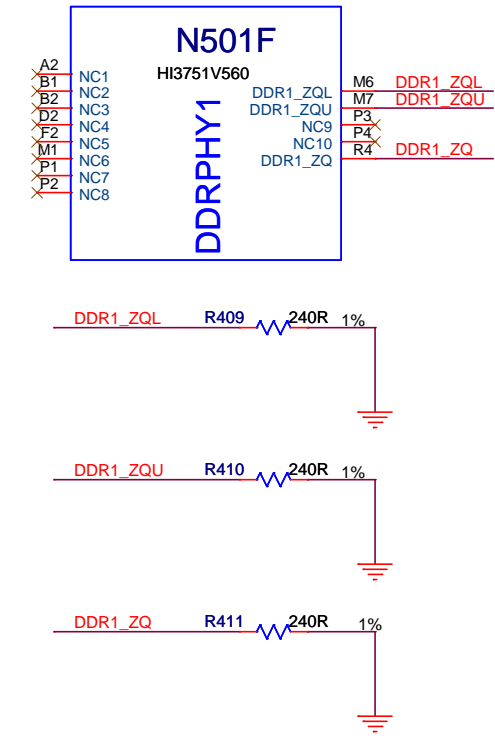 N501F
HI3751V560
DDRPHY1
A2 NC1
B1 NC2
B2 NC3
D2 NC4
F2 NC5
M1 NC6
P1 NC7
P2 NC8
DDR1_ZQL M6 DDR1_ZQL
DDR1_ZQU M7 DDR1_ZQU
NC9 P3
NC10 P4
DDR1_ZQ R4 DDR1_ZQ
DDR1_ZQL R409 240R 1%
DDR1_ZQU R410 240R 1%
DDR1_ZQ R411 240R 1%